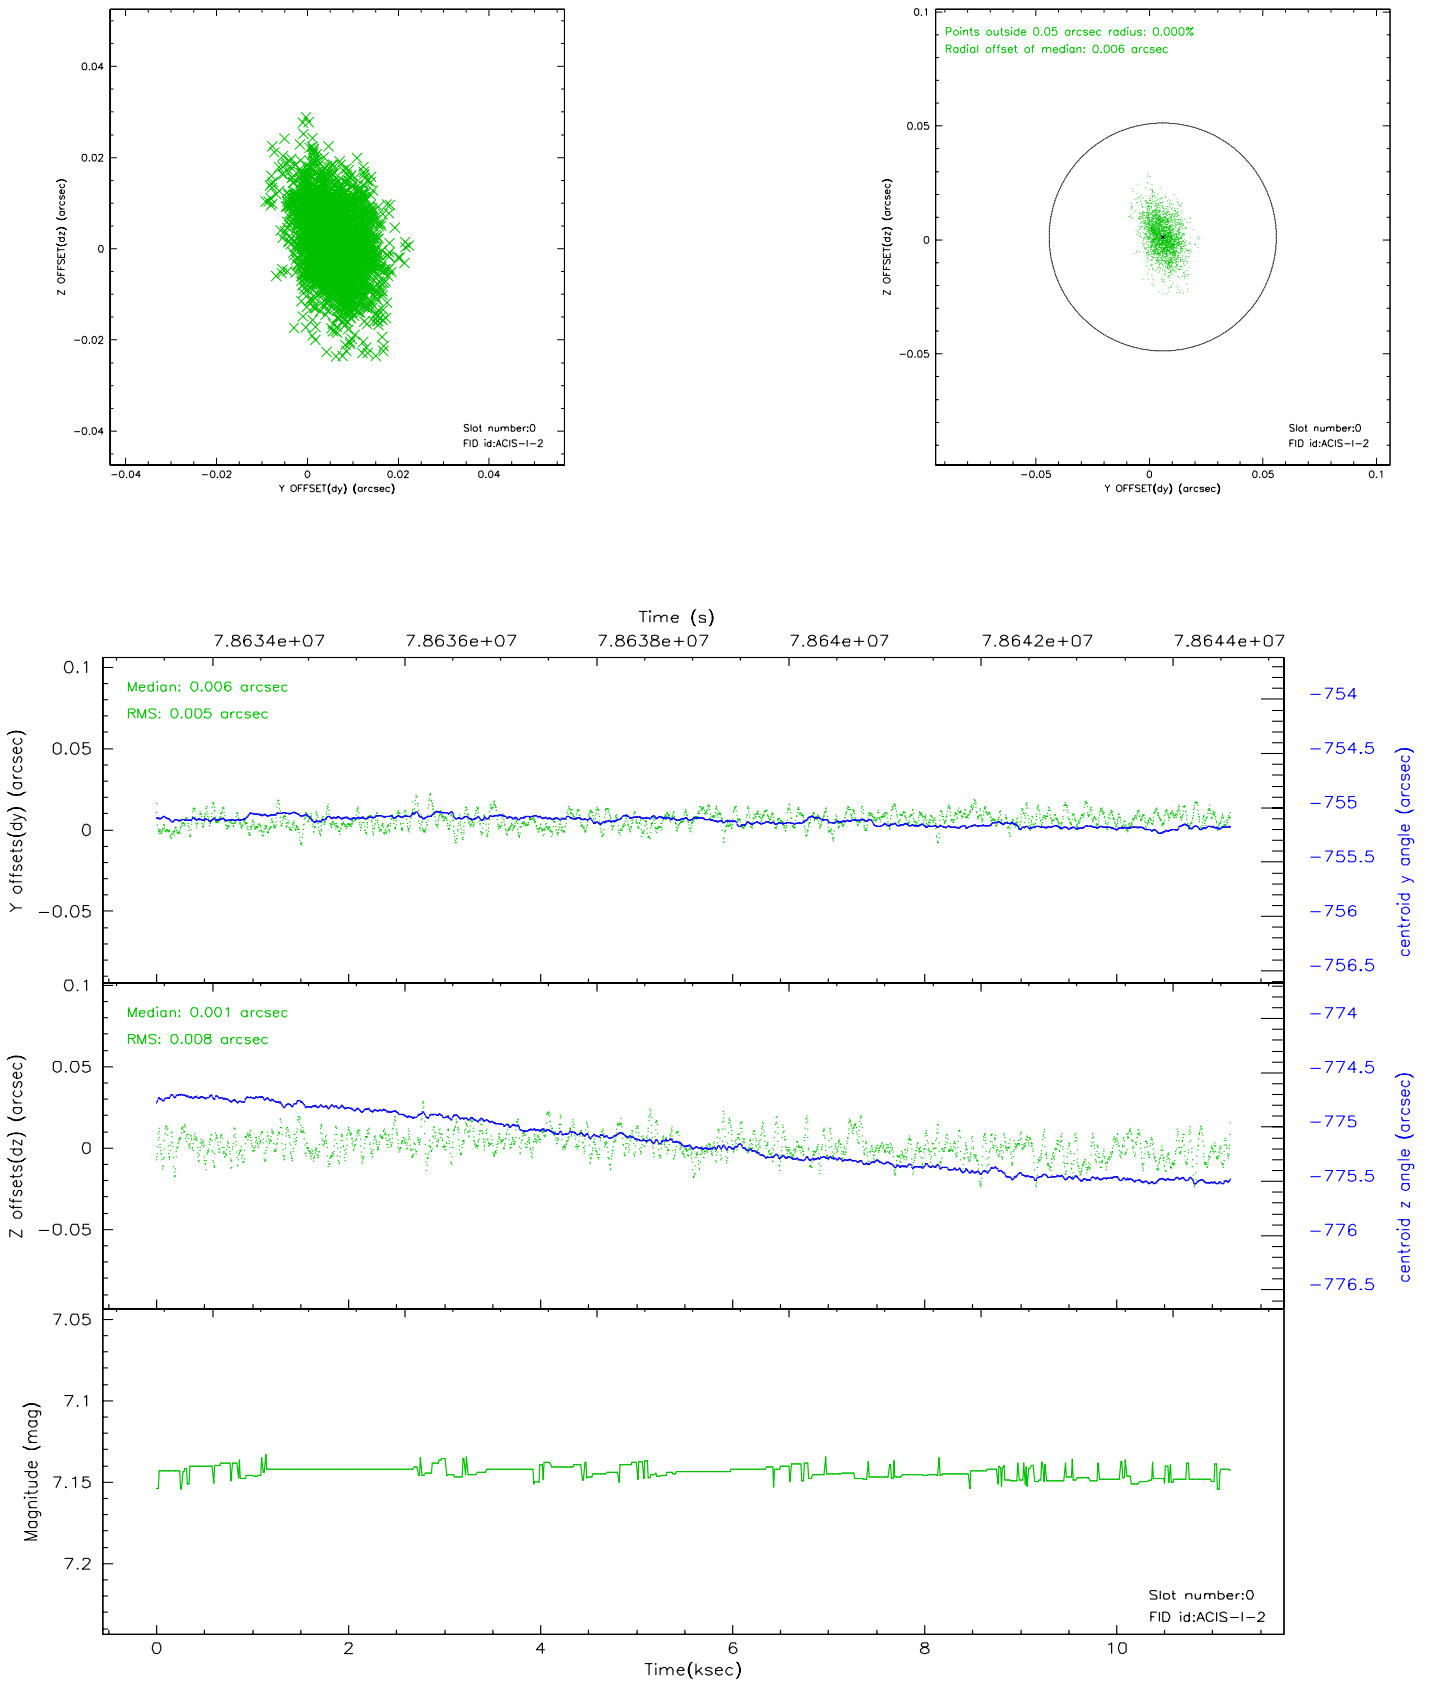 0.04
0.02
0
−0.02
−0.04
Z OFFSET(dz) (arcsec)
Slot number:0
FID id:ACIS−I−2
−0.04 −0.02 0 0.02 0.04
Y OFFSET(dy) (arcsec)
0.1
0.05
0
−0.05
Z OFFSET(dz) (arcsec)
Points outside 0.05 arcsec radius: 0.000%
Radial offset of median: 0.006 arcsec
Slot number:0
FID id:ACIS−I−2
−0.05 0 0.05 0.1
Y OFFSET(dy) (arcsec)
Time (s)
7.8634e+07 7.8636e+07 7.8638e+07 7.864e+07 7.8642e+07 7.8644e+07
0.1
0.05
0
−0.05
Y offsets(dy) (arcsec)
Median: 0.006 arcsec
RMS: 0.005 arcsec
−754
−754.5
−755
−755.5
−756
−756.5
centroid y angle (arcsec)
0.1
0.05
0
−0.05
Z offsets(dz) (arcsec)
Median: 0.001 arcsec
RMS: 0.008 arcsec
−774
−774.5
−775
−775.5
−776
−776.5
centroid z angle (arcsec)
7.05
7.1
7.15
7.2
Magnitude (mag)
Slot number:0
FID id:ACIS−I−2
0 2 4 6 8 10
Time(ksec)